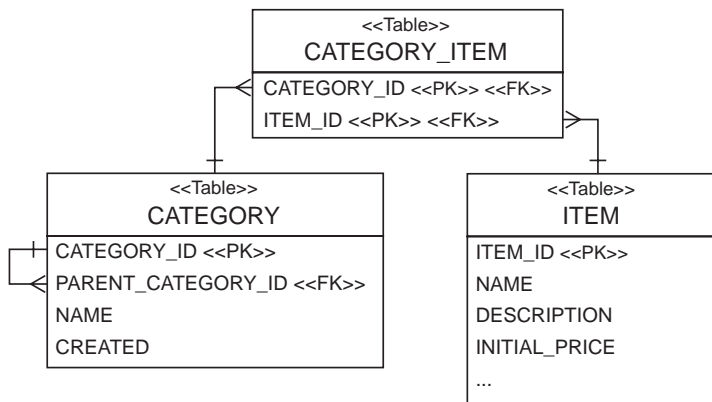 <<Table>>
CATEGORY_ITEM
CATEGORY_ID <<PK>> <<FK>>
ITEM_ID <<PK>> <<FK>>
<<Table>>
CATEGORY
CATEGORY_ID <<PK>>
PARENT_CATEGORY_ID <<FK>>
NAME
CREATED
<<Table>>
ITEM
ITEM_ID <<PK>>
NAME
DESCRIPTION
INITIAL_PRICE
...